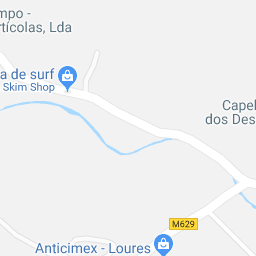 mpo -
rtícolas, Lda
a de surf
Skim Shop
Capel
dos Des
M629
Anticimex - Loures